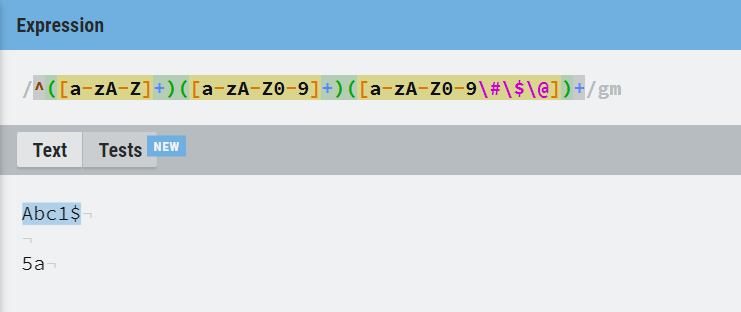 Expression
/^([a-zA-Z]+)([a-zA-Z0-9]+)([a-zA-Z0-9\#\$\@])+/gm
Text Tests NEW
Abc1$¬
¬
5a¬